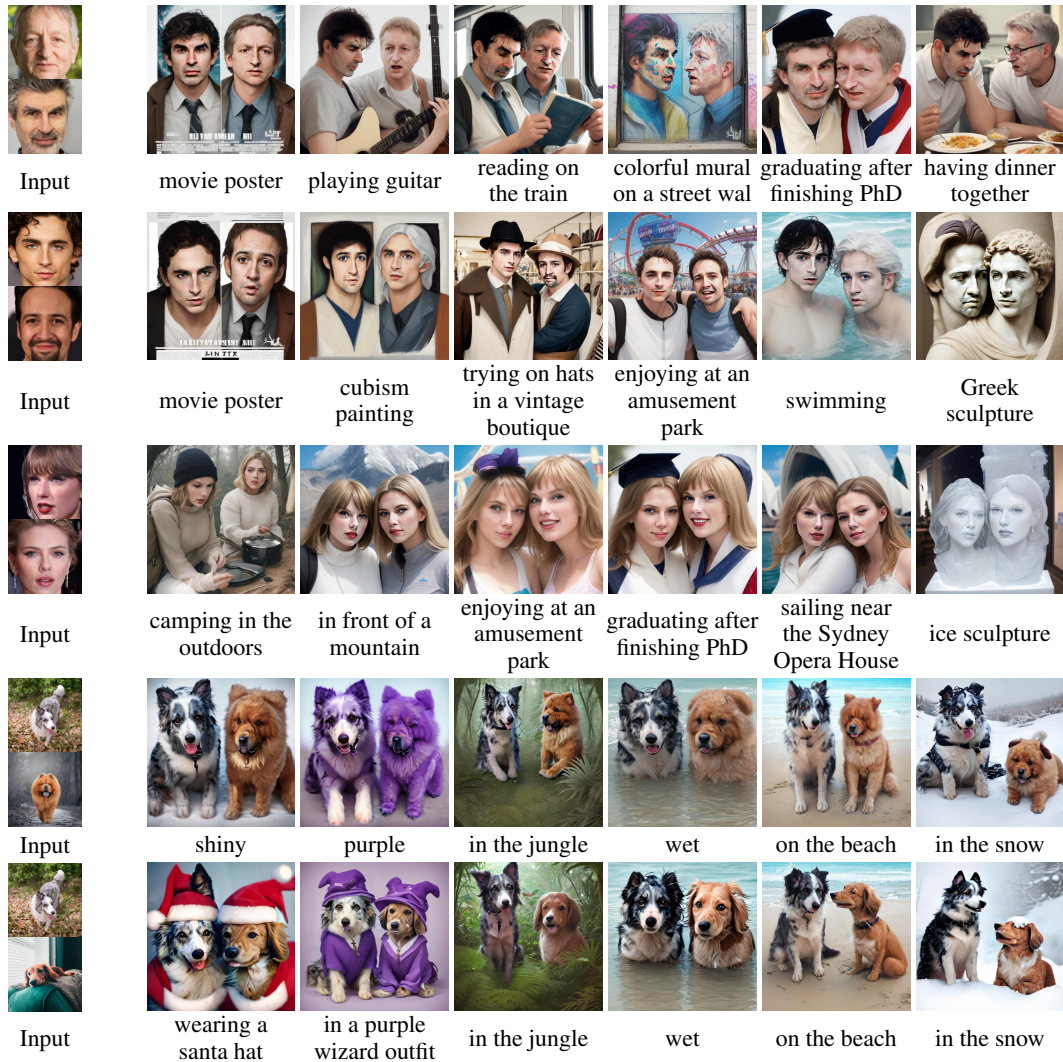 Input
movie poster
playing guitar
reading on
the train
colorful mural
on a street wal
graduating after
finishing PhD
having dinner
together
Input
movie poster
cubism
painting
trying on hats
in a vintage
boutique
enjoying at an
amusement
park
swimming
Greek
sculpture
Input
camping in the
outdoors
in front of a
mountain
enjoying at an
amusement
park
graduating after
finishing PhD
sailing near
the Sydney
Opera House
ice sculpture
Input
shiny
purple
in the jungle
wet
on the beach
in the snow
Input
wearing a
santa hat
in a purple
wizard outfit
in the jungle
wet
on the beach
in the snow